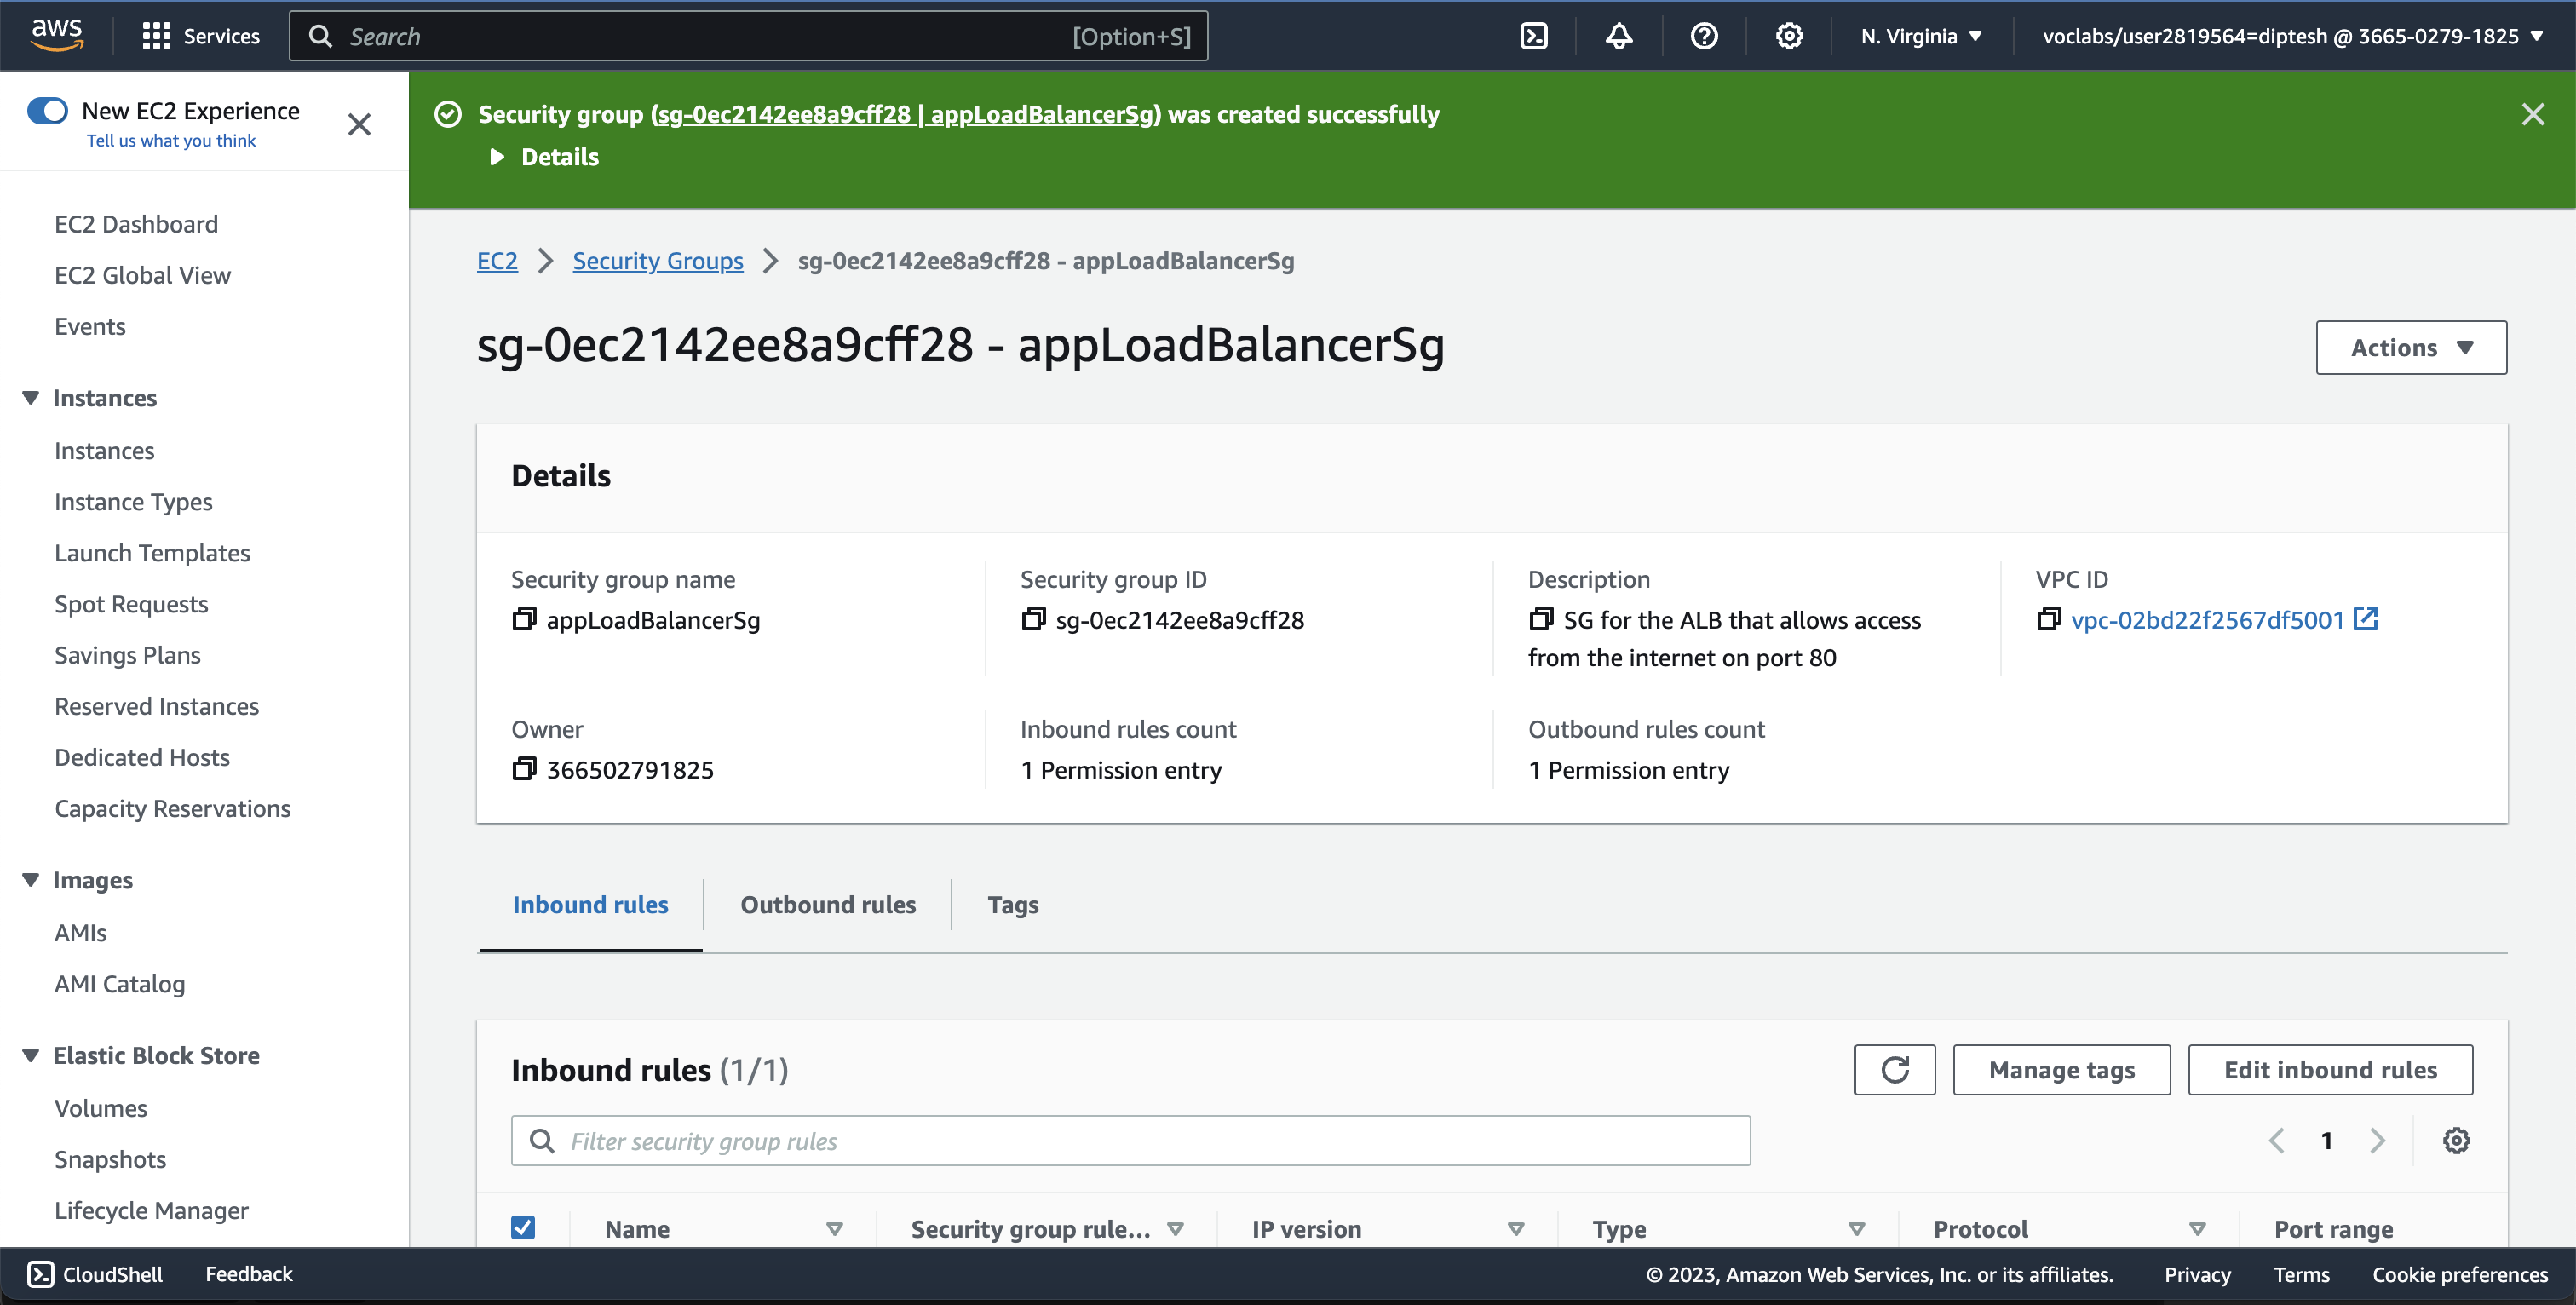 aws
Services
Search
[Option+S]
N. Virginia
voclabs/user2819564=diptesh @ 3665-0279-1825
New EC2 Experience
Tell us what you think
EC2 Dashboard
EC2 Global View
Events
Instances
Instances
Instance Types
Launch Templates
Spot Requests
Savings Plans
Reserved Instances
Dedicated Hosts
Capacity Reservations
Images
AMIs
AMI Catalog
Elastic Block Store
Volumes
Snapshots
Lifecycle Manager
Security group (sg-0ec2142ee8a9cff28 | appLoadBalancerSg) was created successfully
Details
EC2
Security Groups
sg-0ec2142ee8a9cff28 - appLoadBalancerSg
sg-0ec2142ee8a9cff28 - appLoadBalancerSg
Actions
Details
Security group name
appLoadBalancerSg
Security group ID
sg-0ec2142ee8a9cff28
Description
SG for the ALB that allows access
from the internet on port 80
VPC ID
vpc-02bd22f2567df5001
Owner
366502791825
Inbound rules count
1 Permission entry
Outbound rules count
1 Permission entry
Inbound rules
Outbound rules
Tags
Inbound rules (1/1)
Manage tags
Edit inbound rules
Filter security group rules
1
Name
Security group rule...
IP version
Type
Protocol
Port range
CloudShell
Feedback
© 2023, Amazon Web Services, Inc. or its affiliates.
Privacy
Terms
Cookie preferences